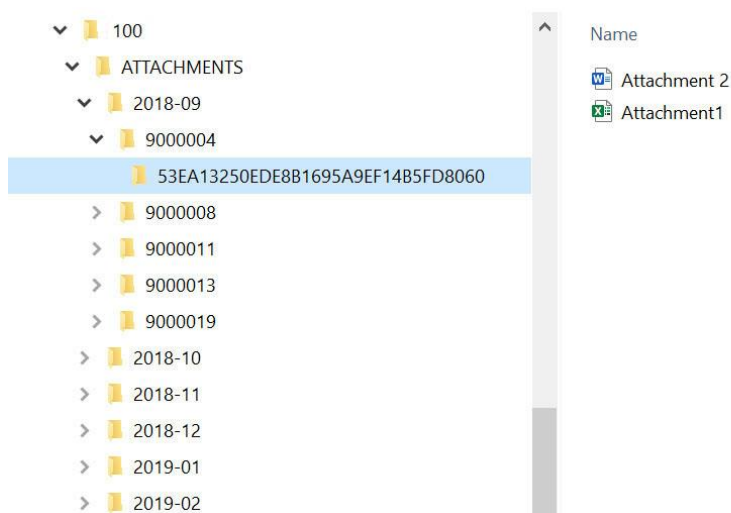 100
ATTACHMENTS
2018-09
9000004
53EA13250EDE8B1695A9EF14B5FD8060
9000008
9000011
9000013
9000019
2018-10
2018-11
2018-12
2019-01
2019-02
Name
Attachment 2
Attachment1